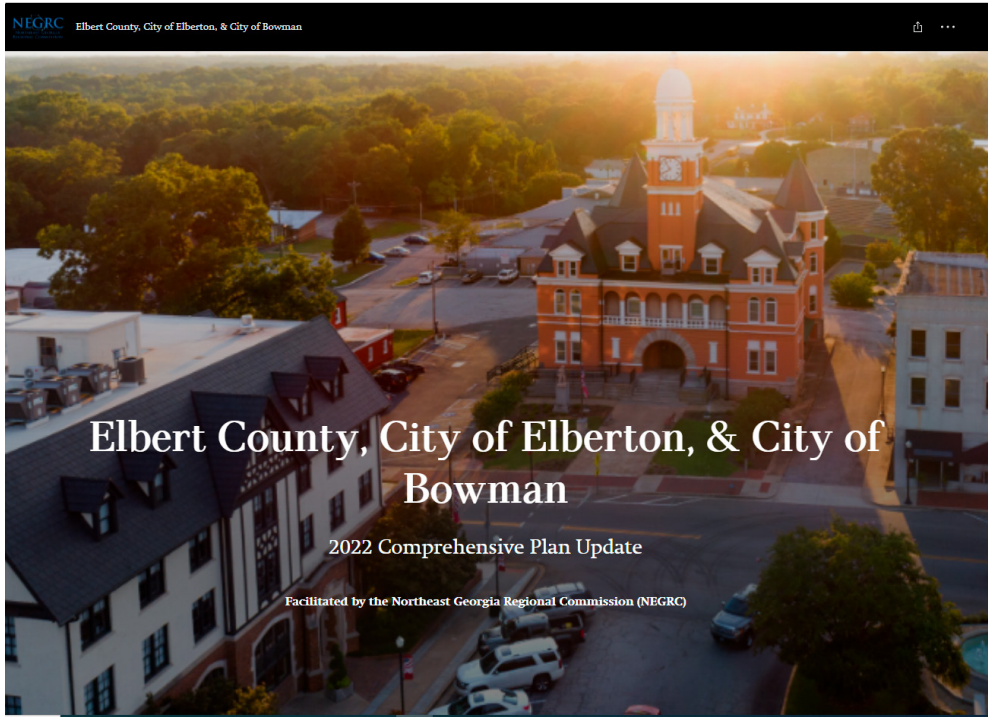 NEGRC
Elbert County, City of Elberton, & City of Bowman
Elbert County, City of Elberton, & City of
Bowman
2022 Comprehensive Plan Update
Facilitated by the Northeast Georgia Regional Commission (NEGRC)